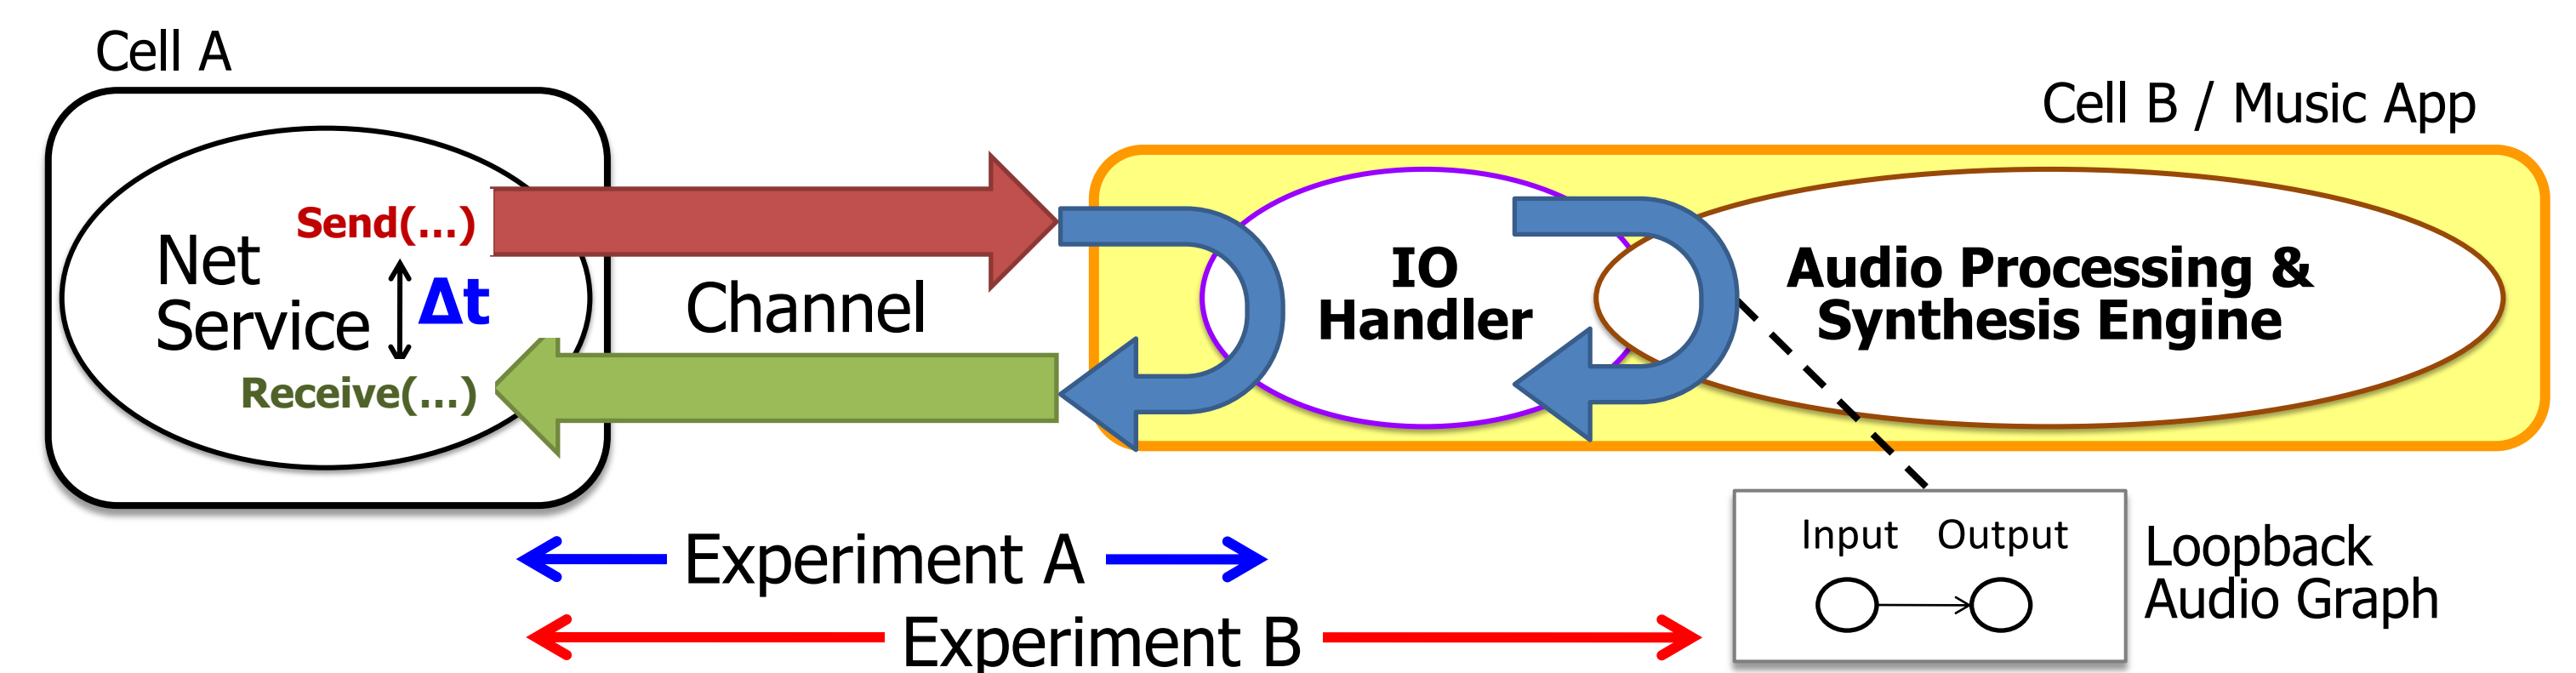 Cell A
Cell B / Music App
Send(...)
Net
Service
Δt
Receive(...)
Channel
IO
Handler
Audio Processing &
Synthesis Engine
Experiment A
Experiment B
Input Output
Loopback
Audio Graph